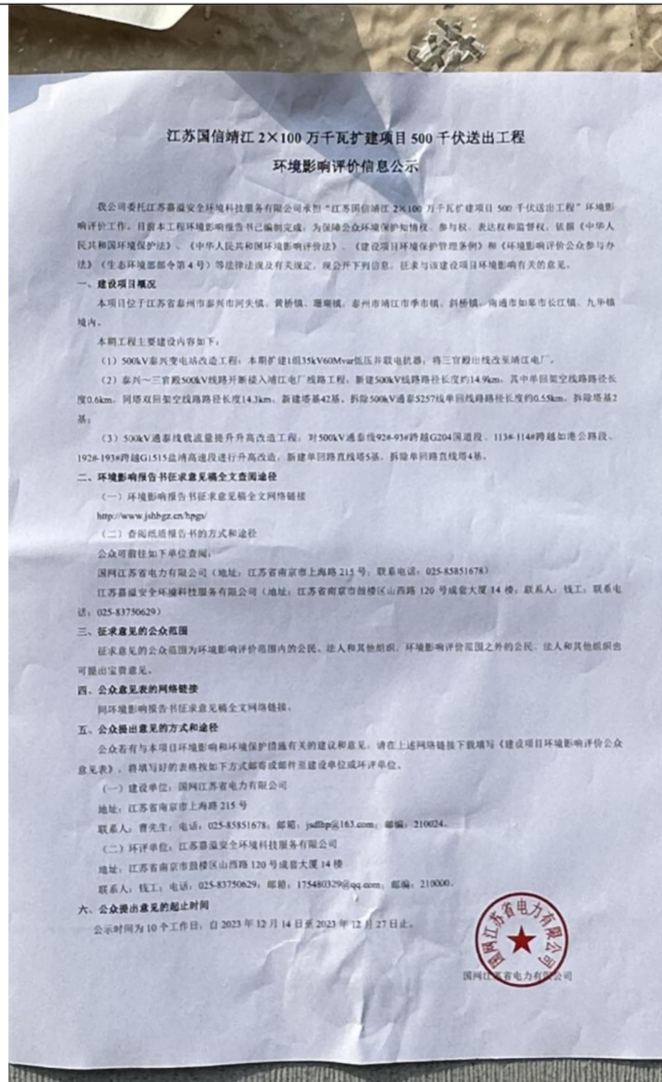 江苏国信靖江 2×100 万千瓦扩建项目 500 千伏送出工程
环境影响评价信息公示
我公司委托江苏嘉溢安全环境科技服务有限公司承担“江苏国信靖江 2×100 万千瓦扩建项目 500 千伏送出工程”环境影
响评价工作。目前本工程环境影响报告书已编制完成，为保障公众环境保护知情权、参与权、表达权和监督权，依据《中华人
民共和国环境保护法》、《中华人民共和国环境影响评价法》、《建设项目环境保护管理条例》和《环境影响评价公众参与办
法》（生态环境部部令第 4 号）等法律法规及有关规定，现公开下列信息，征求与该建设项目环境影响有关的意见。
一、建设项目概况
本项目位于江苏省泰州市泰兴市河失镇、黄桥镇、珊瑚镇，泰州市靖江市季市镇、斜桥镇，南通市如皋市长江镇、九华镇
境内。
本期工程主要建设内容如下：
（1）500kV泰兴变电站改造工程：本期扩建1组35kV60Mvar低压并联电抗器；将三官殿出线改至靖江电厂。
（2）泰兴～三官殿500kV线路开断接入靖江电厂线路工程：新建500kV线路路径长度约14.9km，其中单回架空线路路径长
度0.6km，同塔双回架空线路路径长度14.3km，新建塔基42基。拆除500kV通泰5257线单回线路路径长度约0.55km，拆除塔基2
基；
（3）500kV通泰线载流量提升升高改造工程：对500kV通泰线92#-93#跨越G204国道段、113#-114#跨越如港公路段、
192#-193#跨越G1515盐靖高速段进行升高改造，新建单回路直线塔5基，拆除单回路直线塔4基。
二、环境影响报告书征求意见稿全文查阅途径
（一）环境影响报告书征求意见稿全文网络链接
http://www.jshbgz.cn/hpgs/
（二）查阅纸质报告书的方式和途径
公众可前往如下单位查阅：
国网江苏省电力有限公司（地址：江苏省南京市上海路 215 号；联系电话：025-85851678）
江苏嘉溢安全环境科技服务有限公司（地址：江苏省南京市鼓楼区山西路 120 号成套大厦 14 楼；联系人：钱工；联系电
话：025-83750629）
三、征求意见的公众范围
征求意见的公众范围为环境影响评价范围内的公民、法人和其他组织，环境影响评价范围之外的公民、法人和其他组织也
可提出宝贵意见。
四、公众意见表的网络链接
同环境影响报告书征求意见稿全文网络链接。
五、公众提出意见的方式和途径
公众若有与本项目环境影响和环境保护措施有关的建议和意见，请在上述网络链接下载填写《建设项目环境影响评价公众
意见表》，将填写好的表格按如下方式邮寄或邮件至建设单位或环评单位。
（一）建设单位：国网江苏省电力有限公司
地址：江苏省南京市上海路 215 号
联系人：曹先生；电话：025-85851678；邮箱：jsdlhp@163.com；邮编：210024。
（二）环评单位：江苏嘉溢安全环境科技服务有限公司
地址：江苏省南京市鼓楼区山西路 120 号成套大厦 14 楼
联系人：钱工；电话：025-83750629；邮箱：175480329@qq.com；邮编：210000。
六、公众提出意见的起止时间
公示时间为 10 个工作日，自 2023 年 12 月 14 日至 2023 年 12 月 27 日止。
国网江苏省电力有限公司
国网江苏省电力有限公司